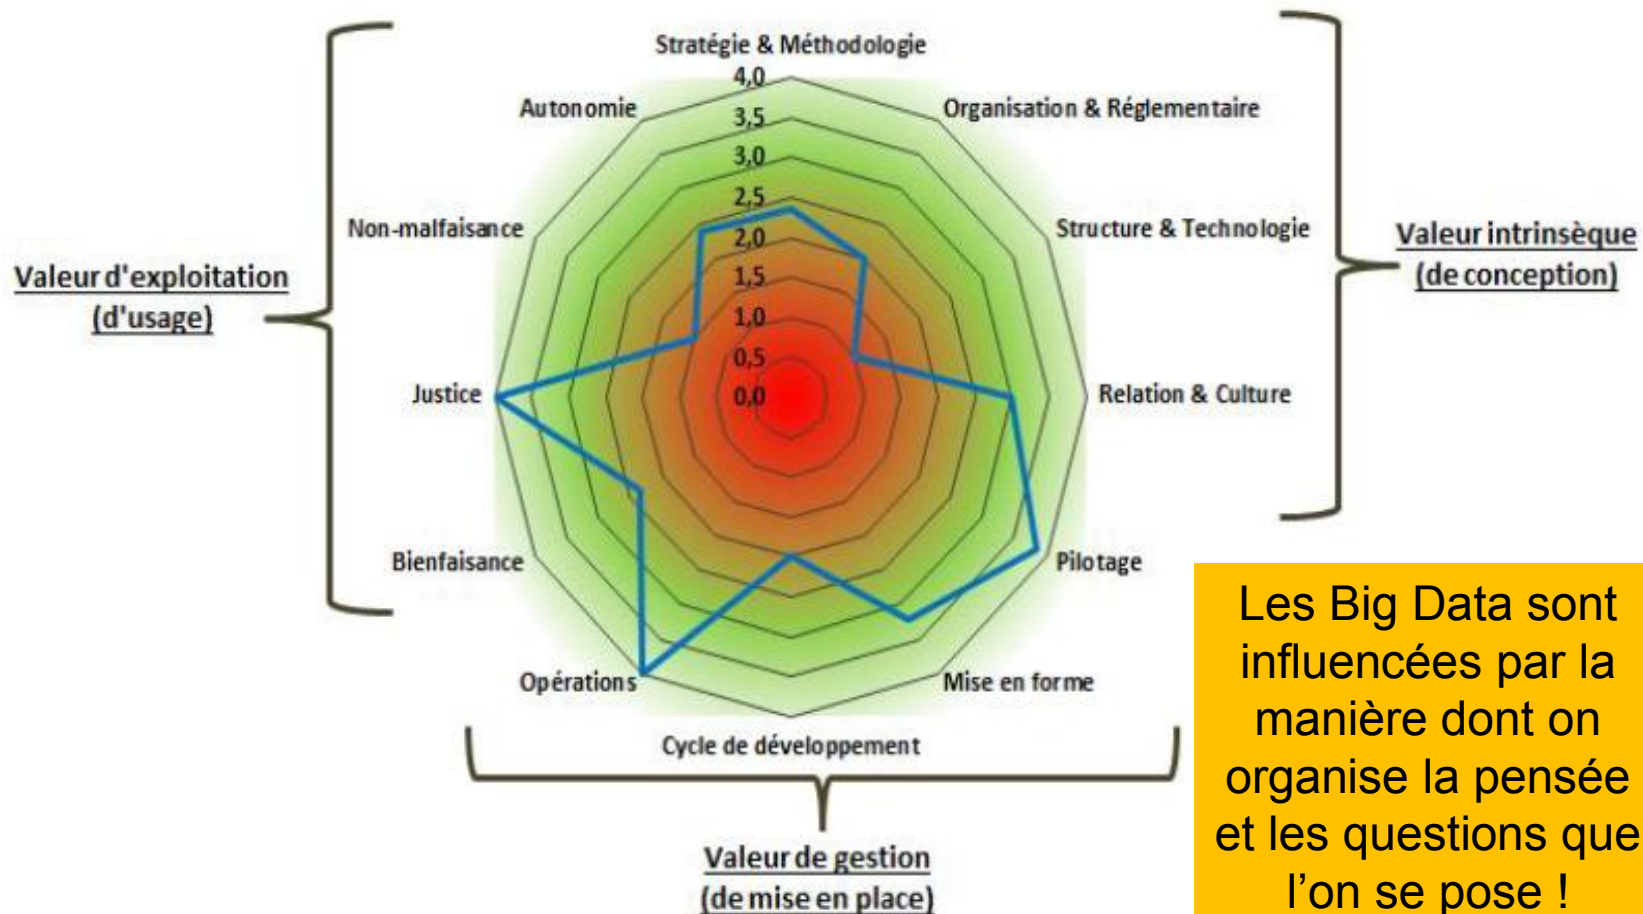 Stratégie & Méthodologie
4,0
3,5
3,0
2,5
2,0
1,5
1,0
0,5
0,0
Autonomie
Organisation & Réglementaire
Non-malfaisance
Structure & Technologie
Valeur d'exploitation
(d'usage)
Valeur intrinsèque
(de conception)
Justice
Relation & Culture
Bienfaisance
Pilotage
Opérations
Mise en forme
Cycle de développement
Valeur de gestion
(de mise en place)
Les Big Data sont
influencées par la
manière dont on
organise la pensée
et les questions que
l’on se pose !